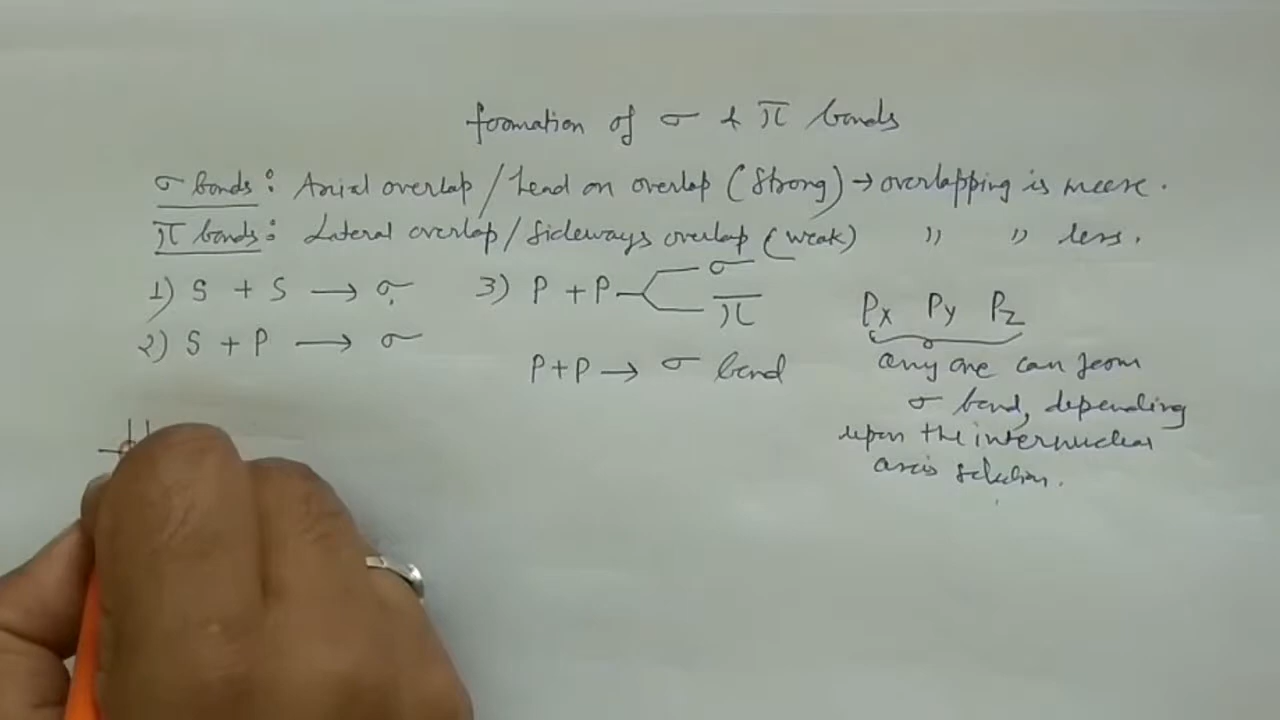 formation of σ & π bonds
σ bonds: Axial overlap / head on overlap (strong) → overlapping is more.
π bonds: Lateral overlap / sideways overlap (weak) " " less.
1) S + S → σ
2) S + P → σ
3) P + P σ
π
P + P → σ bond
Px Py Pz
any one can form
σ bond, depending
upon the internuclear
axis selection.